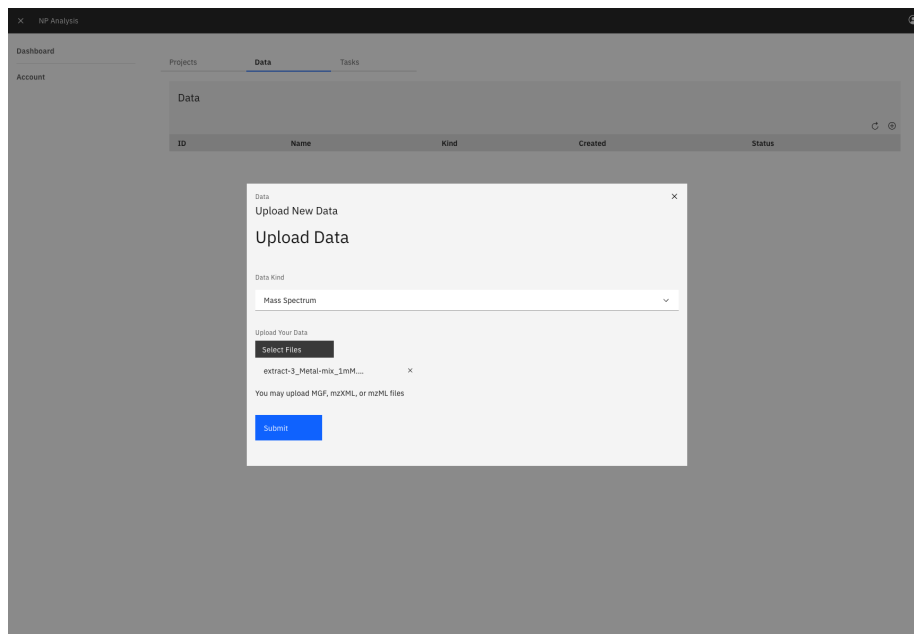 NP Analysis
Dashboard
Account
Projects Data Tasks
Data
ID Name Kind Created Status
Data
Upload New Data
Upload Data
Data Kind
Mass Spectrum
Upload Your Data
Select Files
extract-3_Metal-mix_1mM....
You may upload MGF, mzXML, or mzML files
Submit